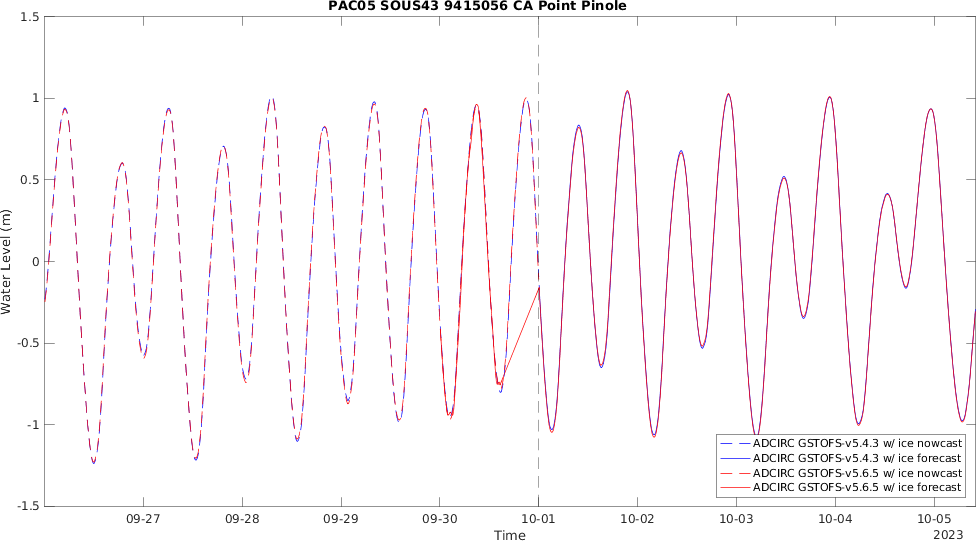 PAC05 SOUS43 9415056 CA Point Pinole
1.5
1
0.5
0
-0.5
-1
-1.5
Water Level (m)
09-27 09-28 09-29 09-30 10-01 10-02 10-03 10-04 10-05
Time
2023
ADCIRC GSTOFS-v5.4.3 w/ ice nowcast
ADCIRC GSTOFS-v5.4.3 w/ ice forecast
ADCIRC GSTOFS-v5.6.5 w/ ice nowcast
ADCIRC GSTOFS-v5.6.5 w/ ice forecast